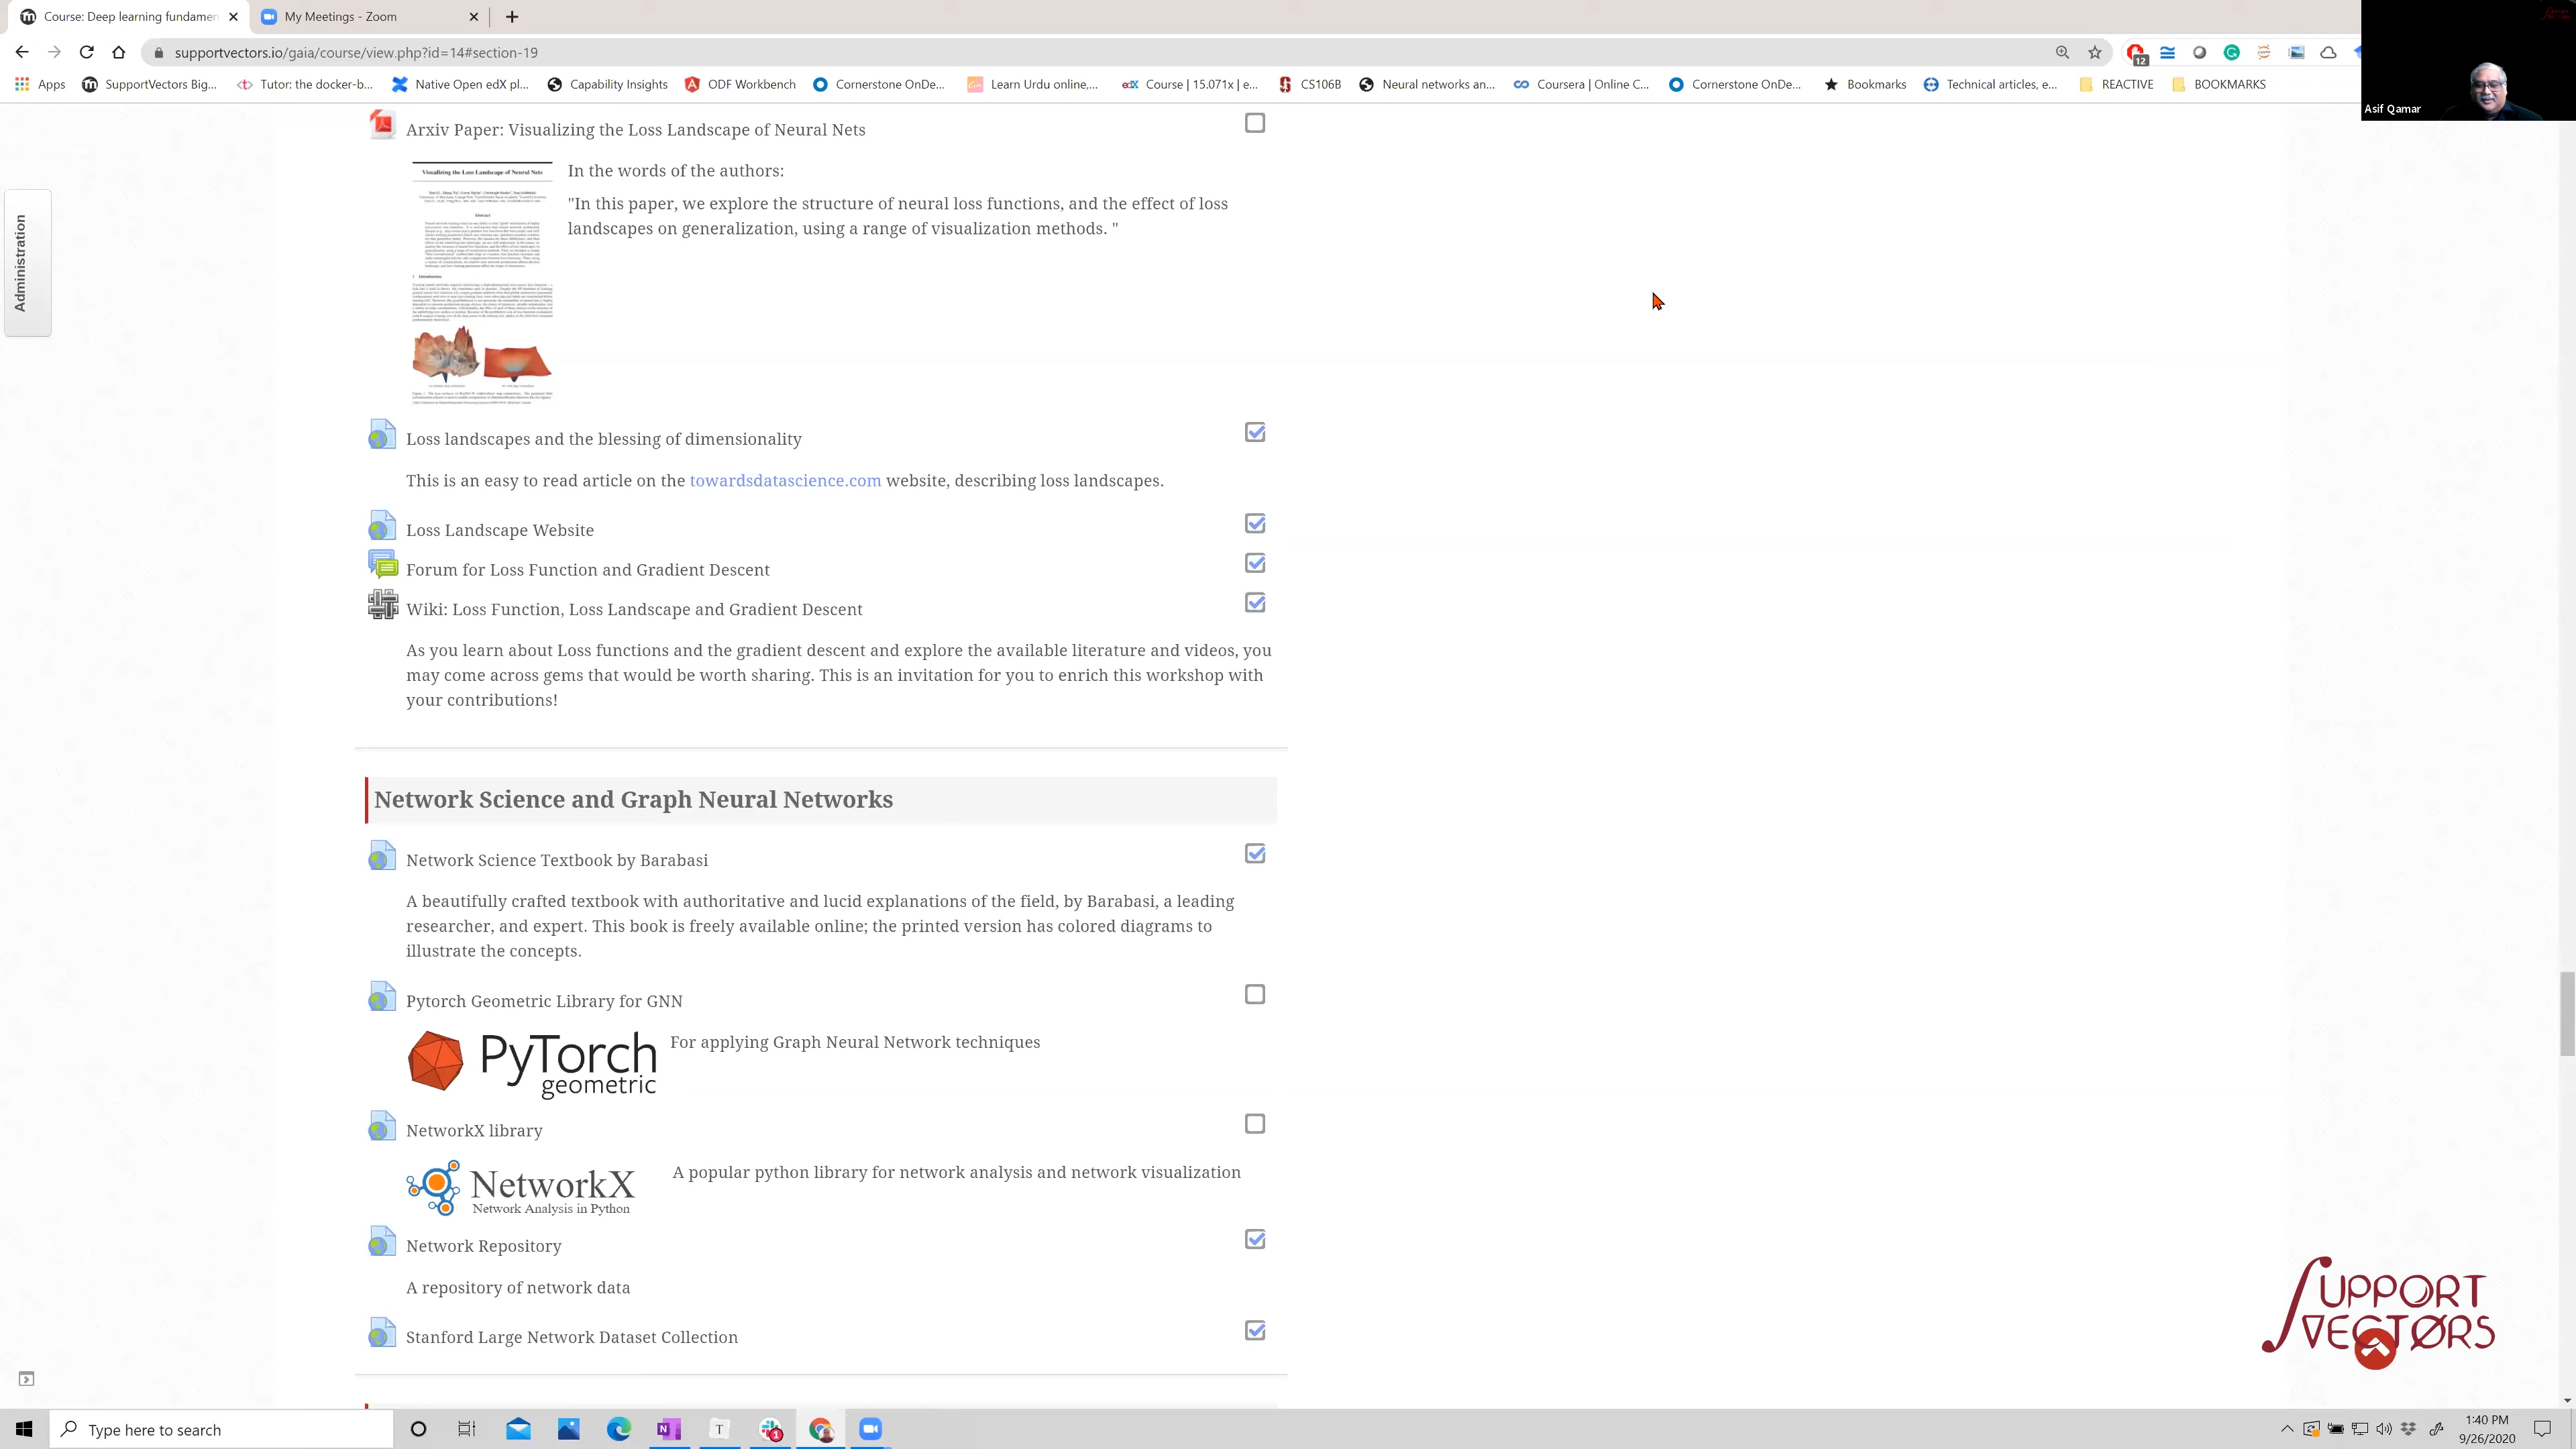 Course: Deep learning fundamen
My Meetings - Zoom
supportvectors.io/gaia/course/view.php?id=14#section-19
12
Apps
SupportVectors Big...
Tutor: the docker-b...
Native Open edX pl...
Capability Insights
ODF Workbench
Cornerstone OnDe...
Learn Urdu online,...
Course | 15.071x | e...
CS106B
Neural networks an...
Coursera | Online C...
Cornerstone OnDe...
Bookmarks
Technical articles, e...
REACTIVE
BOOKMARKS
Asif Qamar
Administration
Arxiv Paper: Visualizing the Loss Landscape of Neural Nets
Visualizing the Loss Landscape of Neural Nets
Abstract
In the words of the authors:
"In this paper, we explore the structure of neural loss functions, and the effect of loss
landscapes on generalization, using a range of visualization methods. "
Loss landscapes and the blessing of dimensionality
This is an easy to read article on the towardsdatascience.com website, describing loss landscapes.
Loss Landscape Website
Forum for Loss Function and Gradient Descent
Wiki: Loss Function, Loss Landscape and Gradient Descent
As you learn about Loss functions and the gradient descent and explore the available literature and videos, you
may come across gems that would be worth sharing. This is an invitation for you to enrich this workshop with
your contributions!
Network Science and Graph Neural Networks
Network Science Textbook by Barabasi
A beautifully crafted textbook with authoritative and lucid explanations of the field, by Barabasi, a leading
researcher, and expert. This book is freely available online; the printed version has colored diagrams to
illustrate the concepts.
Pytorch Geometric Library for GNN
PyTorch
geometric
For applying Graph Neural Network techniques
NetworkX library
NetworkX
Network Analysis in Python
A popular python library for network analysis and network visualization
Network Repository
A repository of network data
Stanford Large Network Dataset Collection
SUPPORT
VECTORS
Type here to search
1:40 PM
9/26/2020